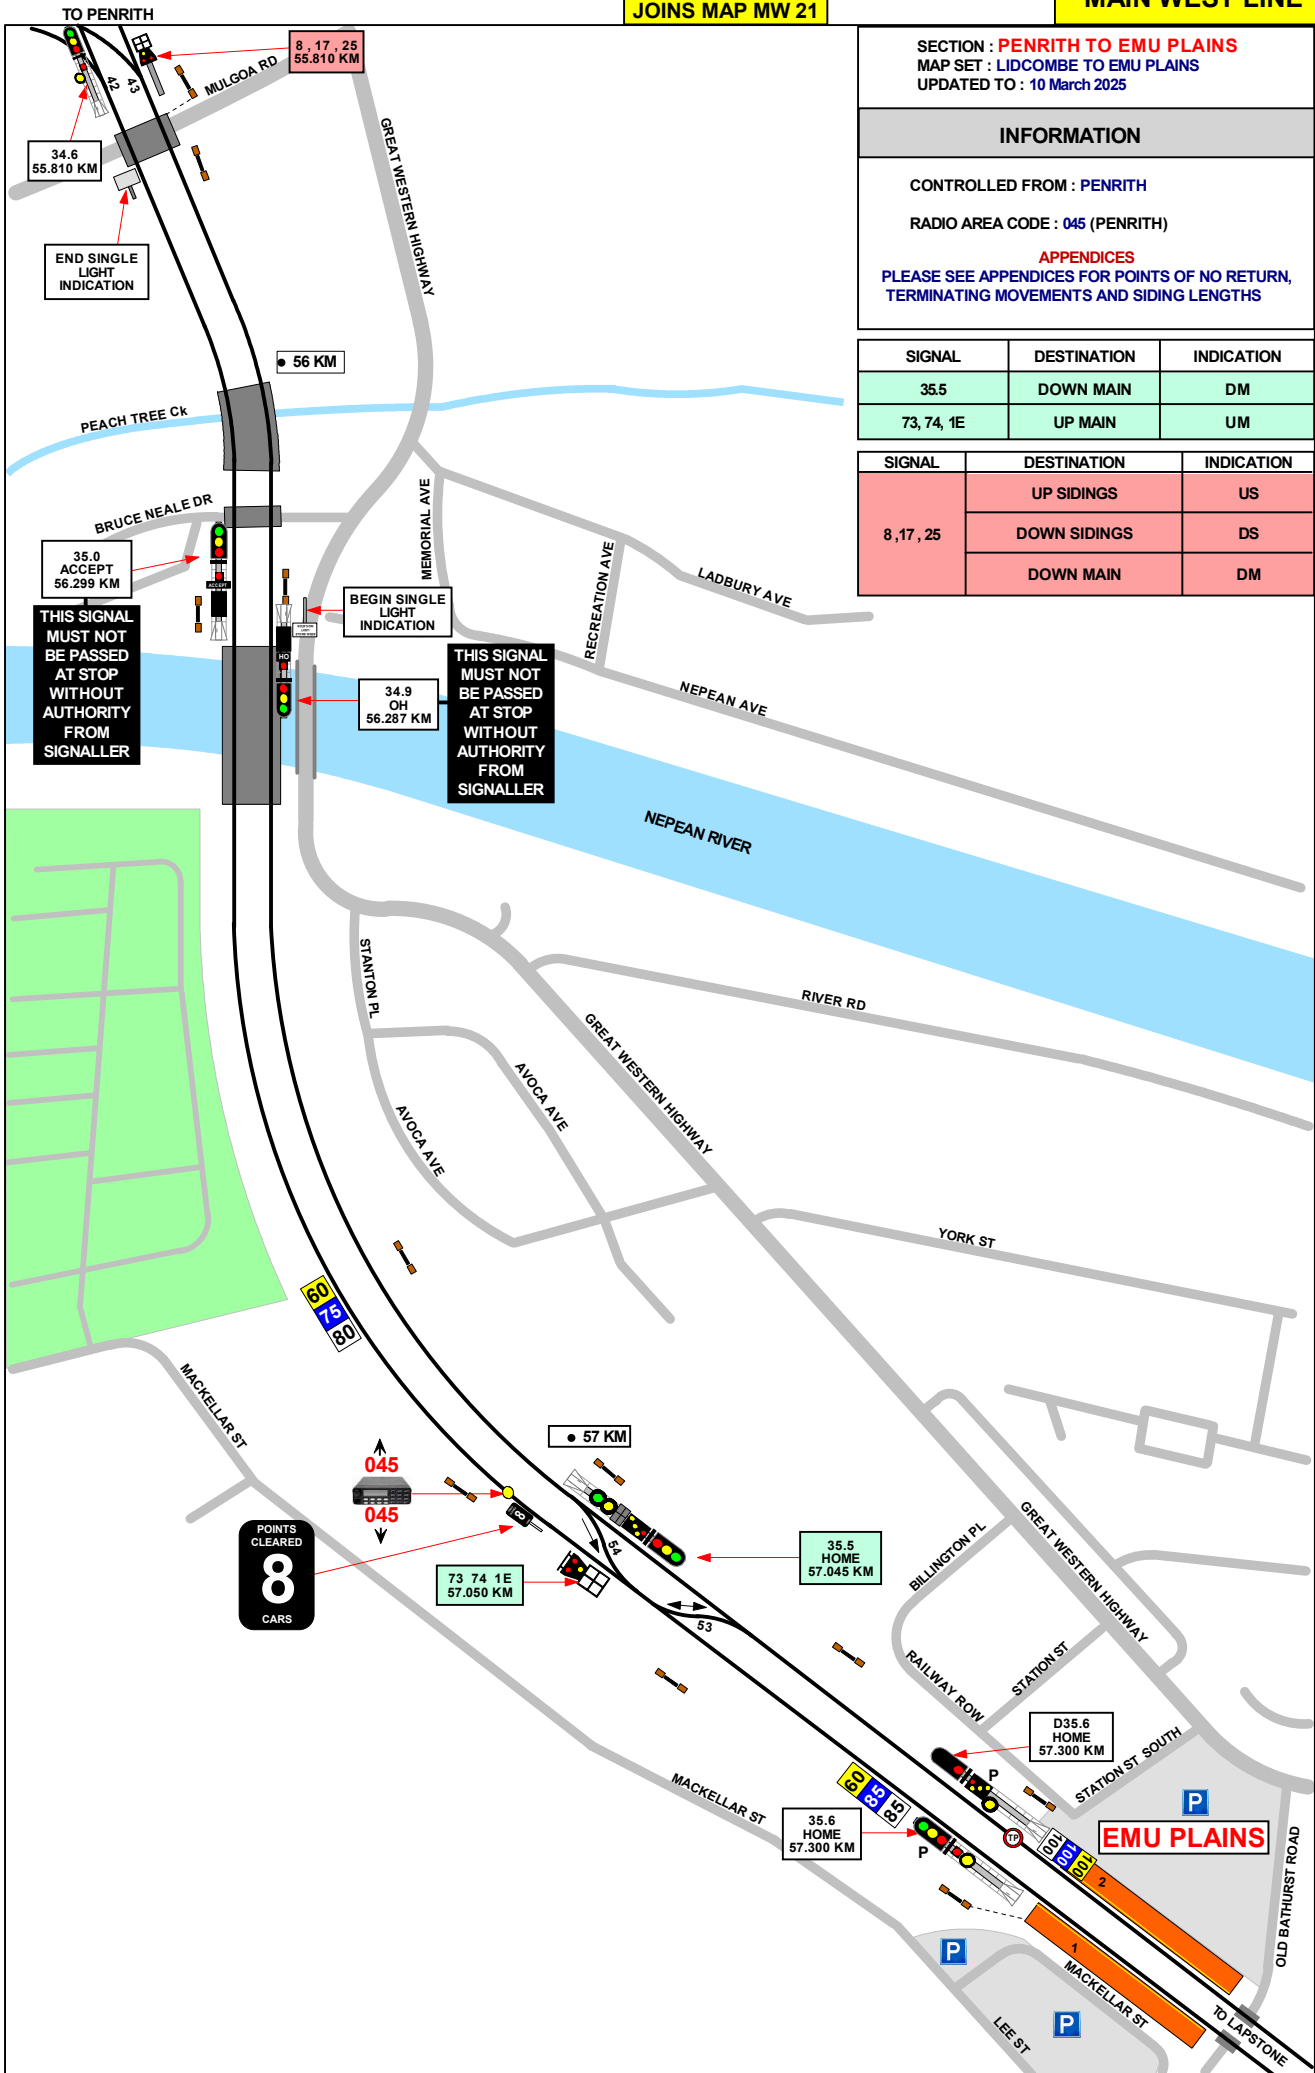 JOINS MAP MW 21
MAIN WEST LINE
TO PENRITH
SECTION : PENRITH TO EMU PLAINS
MAP SET : LIDCOMBE TO EMU PLAINS
UPDATED TO : 10 March 2025
INFORMATION
CONTROLLED FROM : PENRITH
RADIO AREA CODE : 045 (PENRITH)
APPENDICES
PLEASE SEE APPENDICES FOR POINTS OF NO RETURN,
TERMINATING MOVEMENTS AND SIDING LENGTHS
SIGNAL DESTINATION INDICATION
35.5 DOWN MAIN DM
73, 74, 1E UP MAIN UM
SIGNAL DESTINATION INDICATION
8 ,17 , 25
UP SIDINGS US
DOWN SIDINGS DS
DOWN MAIN DM
8 , 17 , 25
55.810 KM
42
43
MULGOA RD
34.6
55.810 KM
END SINGLE
LIGHT
INDICATION
GREAT WESTERN HIGHWAY
56 KM
PEACH TREE Ck
BRUCE NEALE DR
35.0
ACCEPT
56.299 KM
ACCEPT
THIS SIGNAL
MUST NOT
BE PASSED
AT STOP
WITHOUT
AUTHORITY
FROM
SIGNALLER
BEGIN SINGLE
LIGHT
INDICATION
HO
34.9
OH
56.287 KM
THIS SIGNAL
MUST NOT
BE PASSED
AT STOP
WITHOUT
AUTHORITY
FROM
SIGNALLER
MEMORIAL AVE
RECREATION AVE
LADBURY AVE
NEPEAN AVE
NEPEAN RIVER
STANTON PL
RIVER RD
GREAT WESTERN HIGHWAY
AVOCA AVE
AVOCA AVE
YORK ST
60
75
80
MACKELLAR ST
57 KM
045
045
8
POINTS
CLEARED
8
CARS
73 74 1E
57.050 KM
54
35.5
HOME
57.045 KM
53
BILLINGTON PL
GREAT WESTERN HIGHWAY
RAILWAY ROW
STATION ST
STATION ST SOUTH
D35.6
HOME
57.300 KM
P
MACKELLAR ST
60
85
85
35.6
HOME
57.300 KM
P
TP
100
100
100
P
EMU PLAINS
2
OLD BATHURST ROAD
1
P
MACKELLAR ST
P
LEE ST
TO LAPSTONE